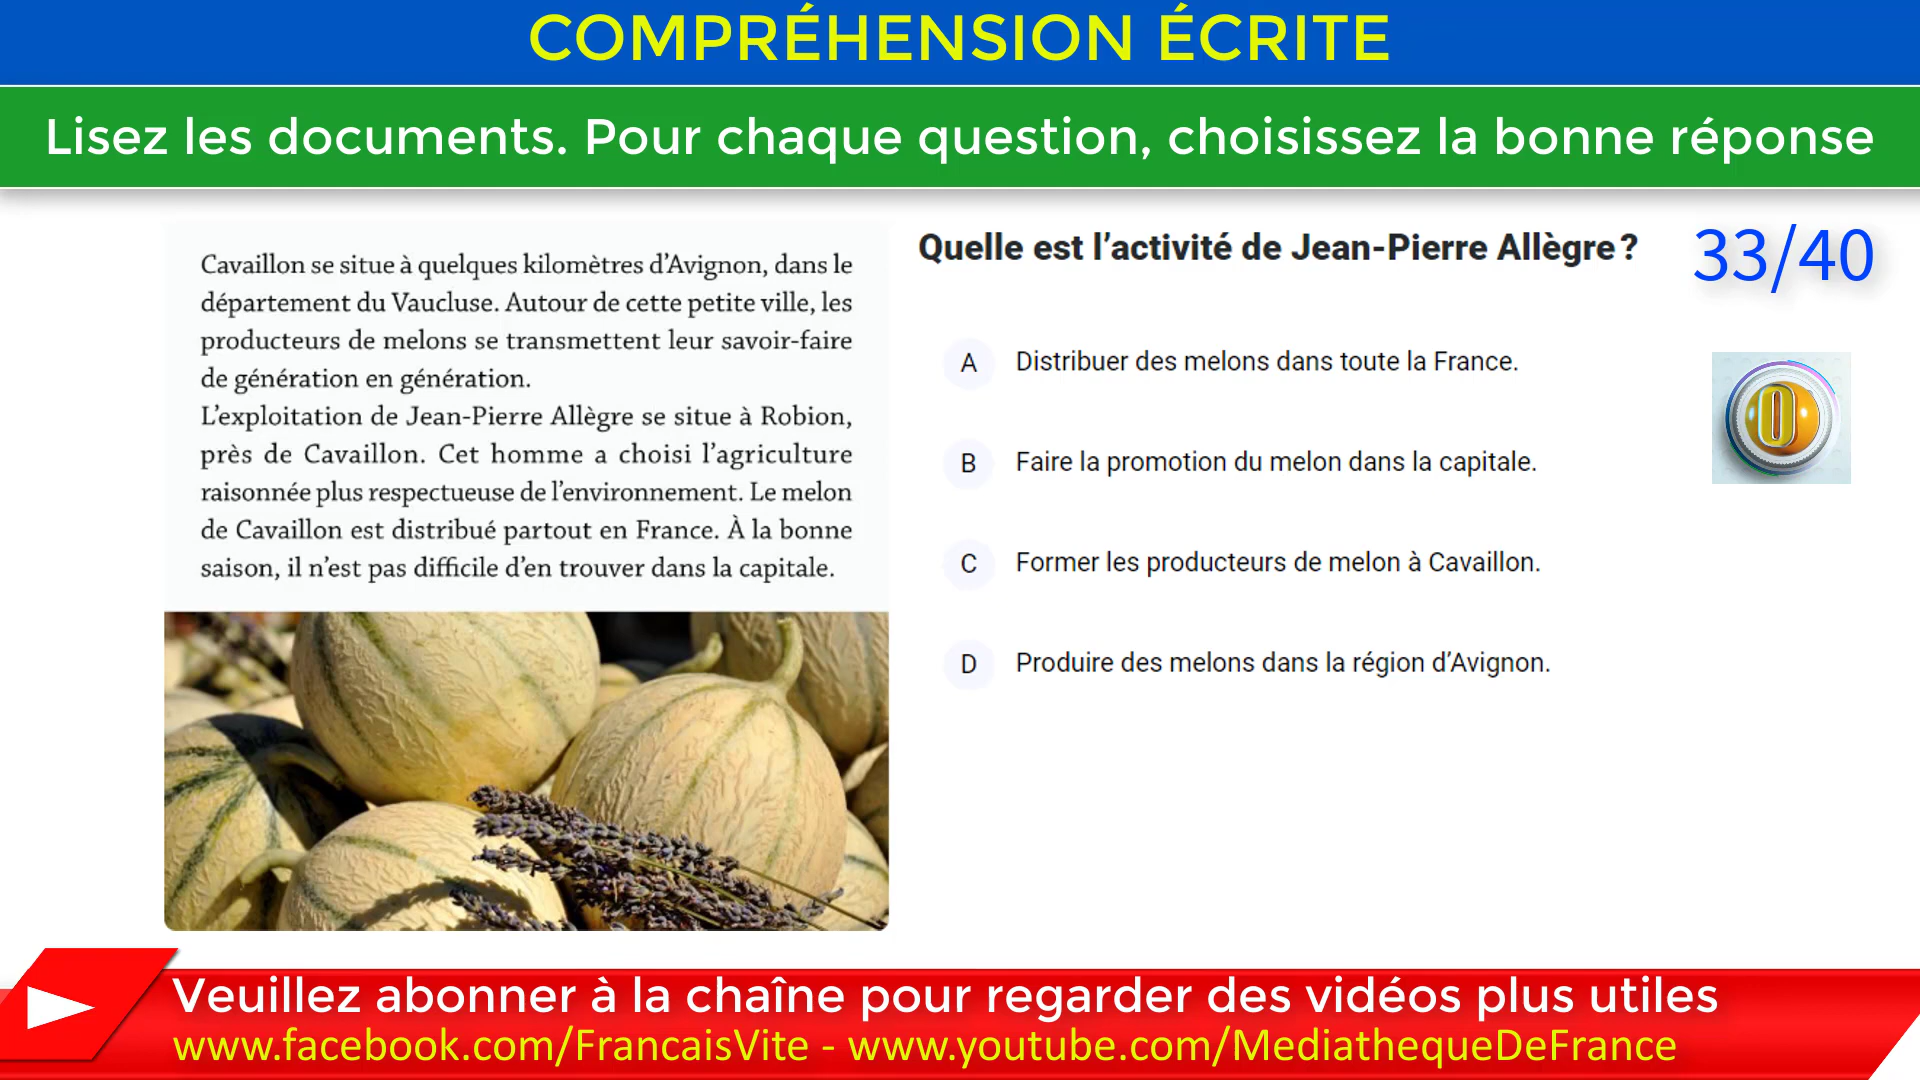 COMPRÉHENSION ÉCRITE
Lisez les documents. Pour chaque question, choisissez la bonne réponse
Cavaillon se situe à quelques kilomètres d’Avignon, dans le
département du Vaucluse. Autour de cette petite ville, les
producteurs de melons se transmettent leur savoir-faire
de génération en génération.
L’exploitation de Jean-Pierre Allègre se situe à Robion,
près de Cavaillon. Cet homme a choisi l’agriculture
raisonnée plus respectueuse de l’environnement. Le melon
de Cavaillon est distribué partout en France. À la bonne
saison, il n’est pas difficile d’en trouver dans la capitale.
Quelle est l’activité de Jean-Pierre Allègre ?
33/40
0
A Distribuer des melons dans toute la France.
B Faire la promotion du melon dans la capitale.
C Former les producteurs de melon à Cavaillon.
D Produire des melons dans la région d’Avignon.
Veuillez abonner à la chaîne pour regarder des vidéos plus utiles
www.facebook.com/FrancaisVite - www.youtube.com/MediathequeDeFrance